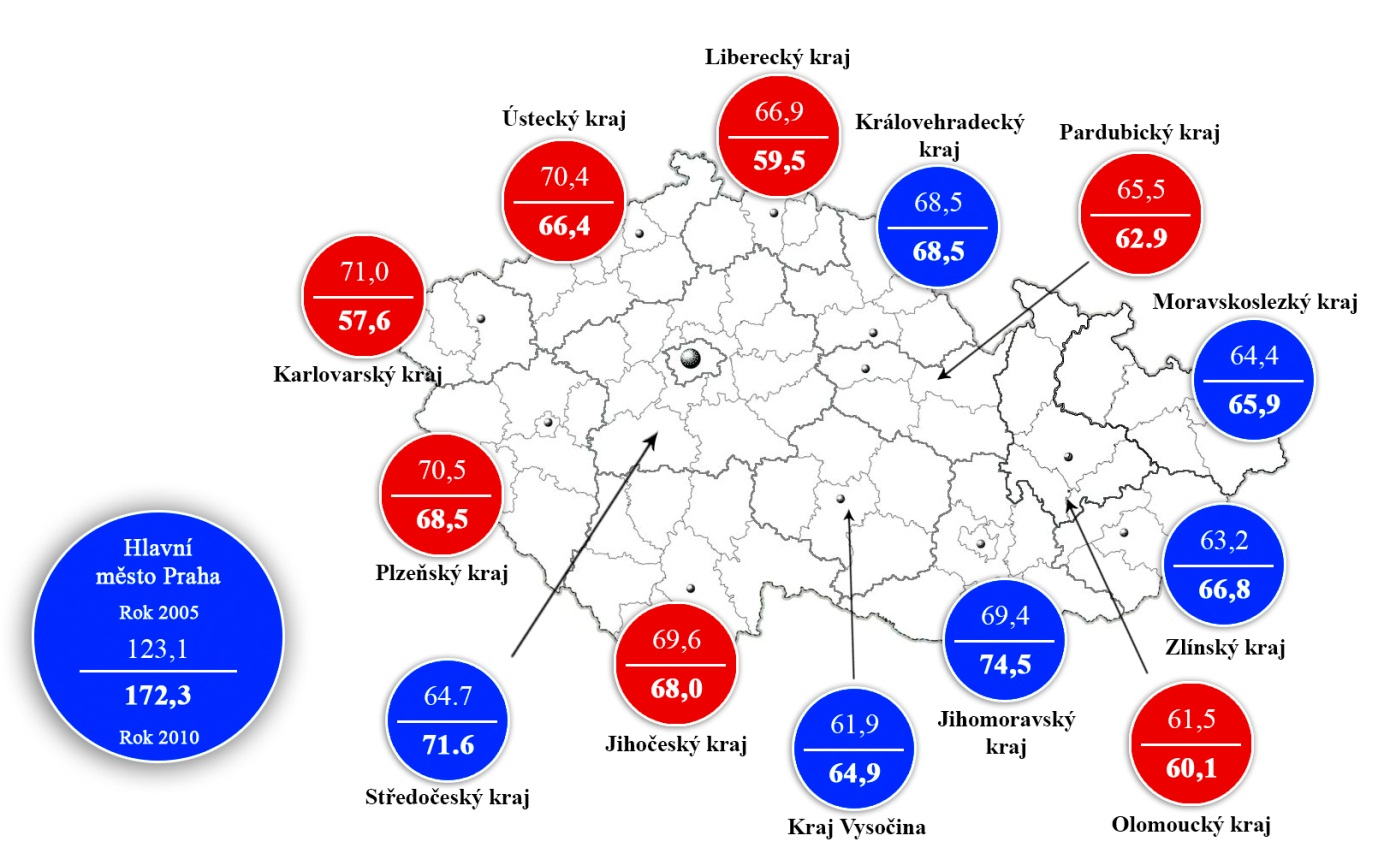 Liberecký kraj
66,9
59,5
Ústecký kraj
70,4
66,4
Královehradecký
kraj
68,5
68,5
Pardubický kraj
65,5
62.9
Karlovarský kraj
71,0
57,6
Moravskoslezký kraj
64,4
65,9
Plzeňský kraj
70,5
68,5
Hlavní
město Praha
Rok 2005
123,1
172,3
Rok 2010
Zlínský kraj
63,2
66,8
Středočeský kraj
64.7
71.6
Jihočeský kraj
69,6
68,0
Kraj Vysočina
61,9
64,9
Jihomoravský
kraj
69,4
74,5
Olomoucký kraj
61,5
60,1